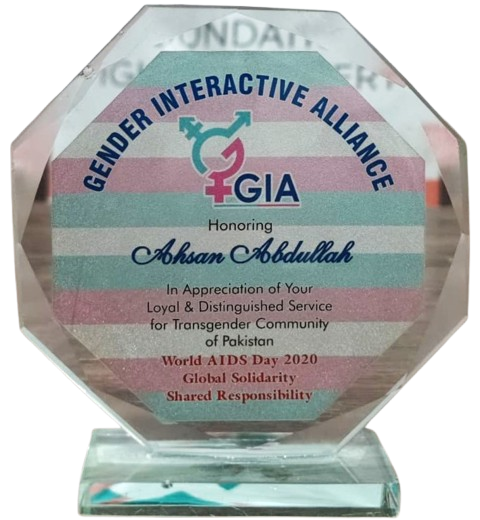 GENDER INTERACTIVE ALLIANCE
GIA
Honoring
Ahsan Abdullah
In Appreciation of Your
Loyal & Distinguished Service
for Transgender Community
of Pakistan
World AIDS Day 2020
Global Solidarity
Shared Responsibility